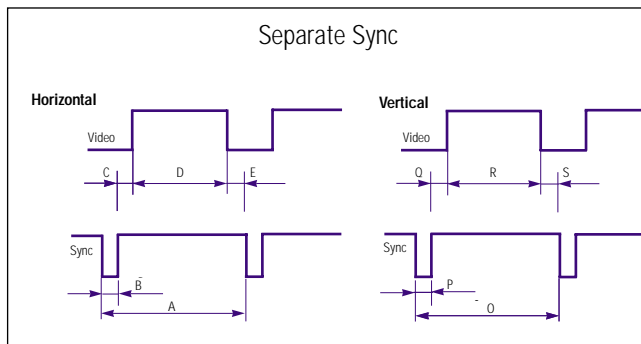 Separate Sync
Horizontal
Vertical
Video
Video
C D E
Q R S
Sync
Sync
B
P
A
O